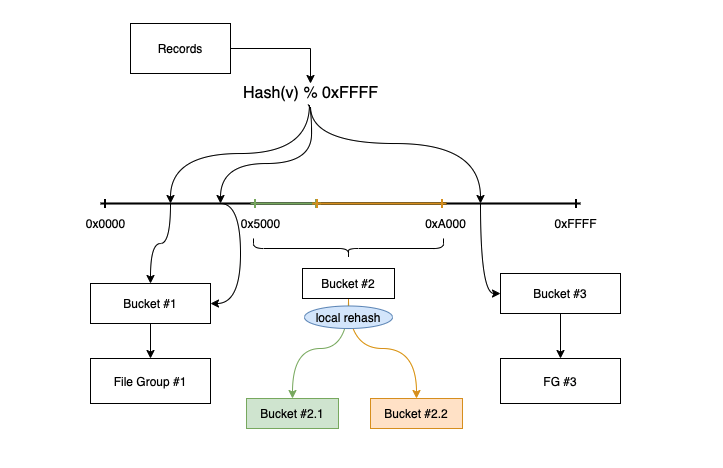 Records
Hash(v) % 0xFFFF
0x0000
0x5000
0xA000
0xFFFF
Bucket #1
Bucket #2
Bucket #3
local rehash
File Group #1
FG #3
Bucket #2.1
Bucket #2.2